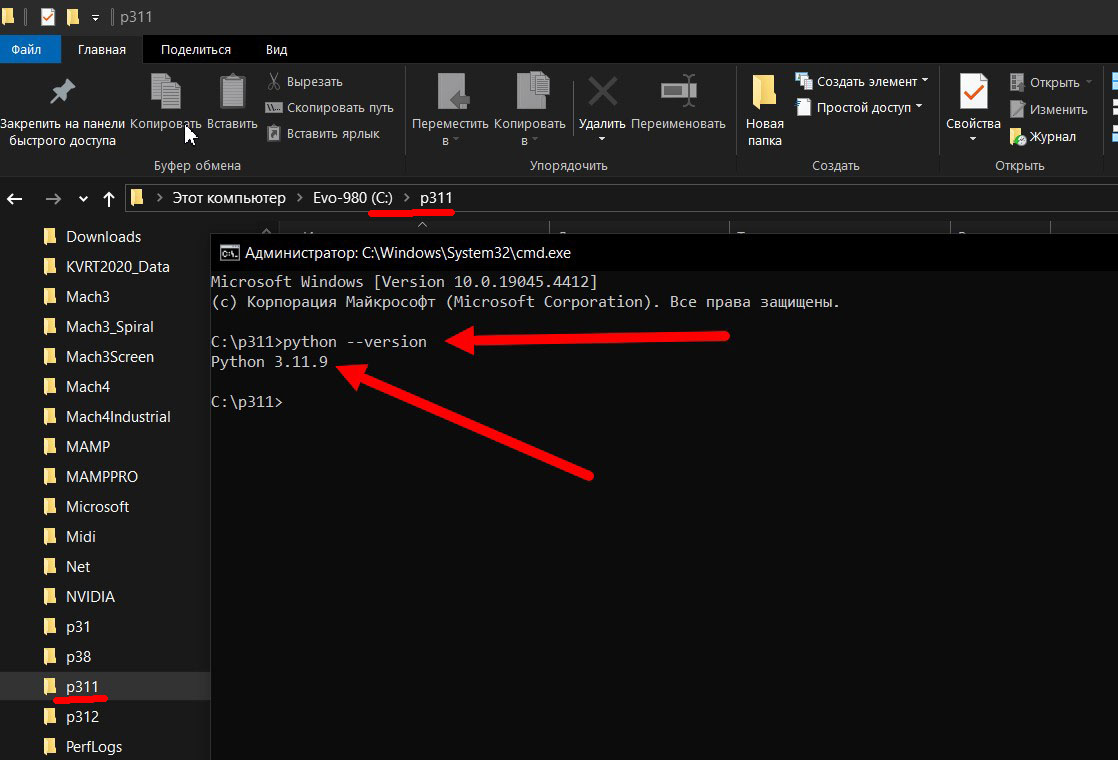 p311
Файл Главная Поделиться Вид
Закрепить на панели быстрого доступа
Копировать
Вставить
Вырезать
Скопировать путь
Вставить ярлык
Буфер обмена
Переместить в
Копировать в
Удалить
Переименовать
Упорядочить
Новая папка
Создать элемент
Простой доступ
Создать
Свойства
Открыть
Изменить
Журнал
Открыть
Этот компьютер > Evo-980 (C:) > p311
Downloads
KVRT2020_Data
Mach3
Mach3_Spiral
Mach3Screen
Mach4
Mach4Industrial
MAMP
MAMPPRO
Microsoft
Midi
Net
NVIDIA
p31
p38
p311
p312
PerfLogs
Администратор: C:\Windows\System32\cmd.exe
Microsoft Windows [Version 10.0.19045.4412]
(c) Корпорация Майкрософт (Microsoft Corporation). Все права защищены.
C:\p311>python --version
Python 3.11.9
C:\p311>